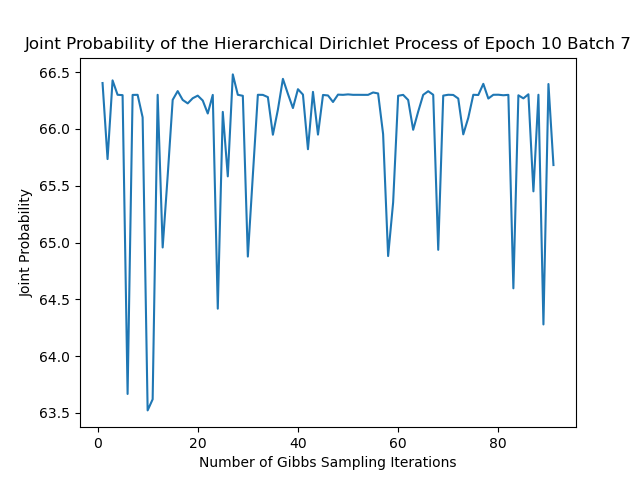 Joint Probability of the Hierarchical Dirichlet Process of Epoch 10 Batch 7
66.5
66.0
65.5
65.0
64.5
64.0
63.5
Joint Probability
0 20 40 60 80
Number of Gibbs Sampling Iterations